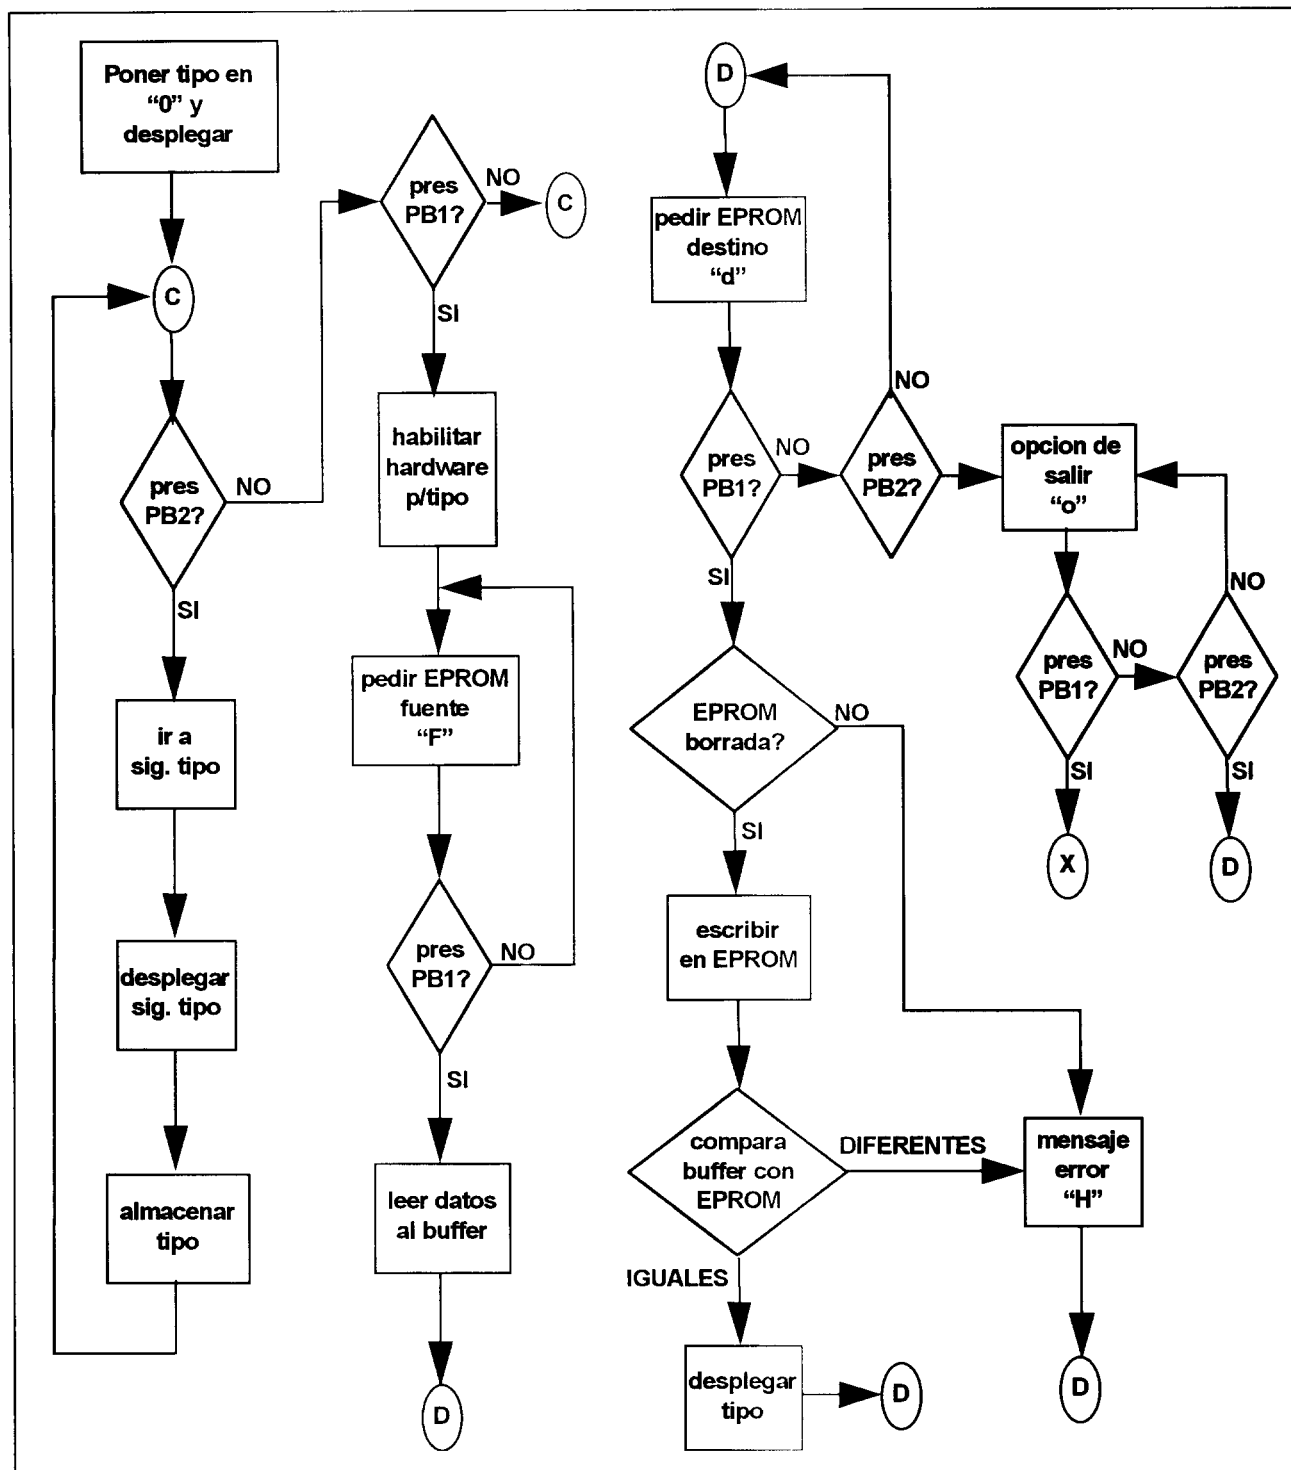 Poner tipo en
“0” y
desplegar
C
pres
PB2?
NO
SI
ir a
sig. tipo
desplegar
sig. tipo
almacenar
tipo
pres
PB1?
NO
C
SI
habilitar
hardware
p/tipo
pedir EPROM
fuente
“F”
pres
PB1?
NO
SI
leer datos
al buffer
D
D
pedir EPROM
destino
“d”
pres
PB1?
NO
SI
pres
PB2?
NO
opcion de
salir
“o”
pres
PB1?
NO
SI
X
pres
PB2?
NO
SI
D
EPROM
borrada?
NO
SI
escribir
en EPROM
compara
buffer con
EPROM
DIFERENTES
IGUALES
mensaje
error
“H”
D
desplegar
tipo
D